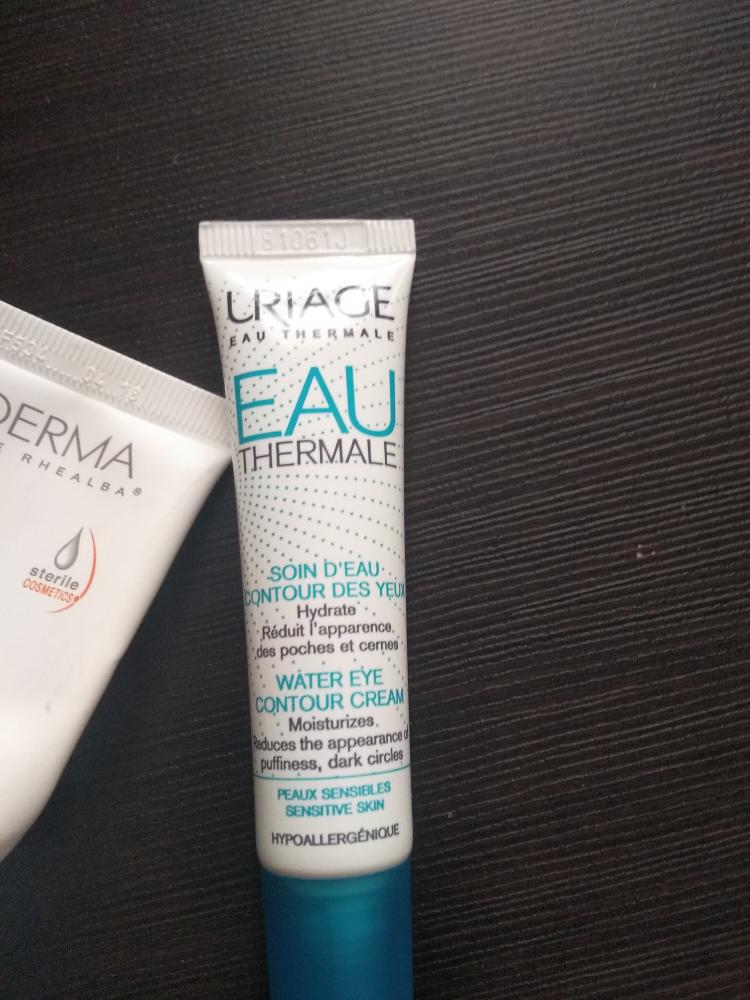 81061J
URIAGE
EAU THERMALE
EAU
THERMALE
SOIN D'EAU
CONTOUR DES YEUX
Hydrate
Réduit l'apparence
des poches et cernes
WATER EYE
CONTOUR CREAM
Moisturizes
Reduces the appearance of
puffiness, dark circles
PEAUX SENSIBLES
SENSITIVE SKIN
HYPOALLERGÉNIQUE
DERMA
RHEALBA®
sterile
COSMETICS®